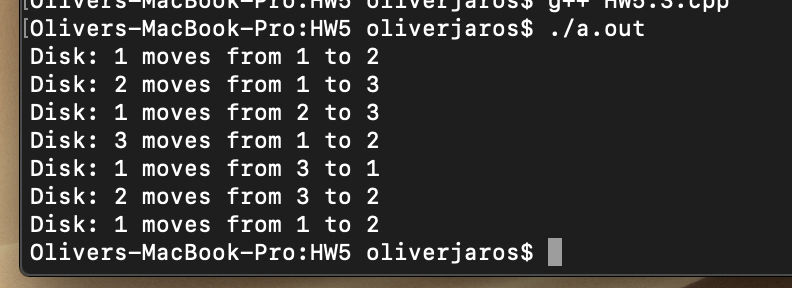 [Olivers-MacBook-Pro:HW5 oliverjaros$ g++ HW5.3.cpp
[Olivers-MacBook-Pro:HW5 oliverjaros$ ./a.out
Disk: 1 moves from 1 to 2
Disk: 2 moves from 1 to 3
Disk: 1 moves from 2 to 3
Disk: 3 moves from 1 to 2
Disk: 1 moves from 3 to 1
Disk: 2 moves from 3 to 2
Disk: 1 moves from 1 to 2
Olivers-MacBook-Pro:HW5 oliverjaros$